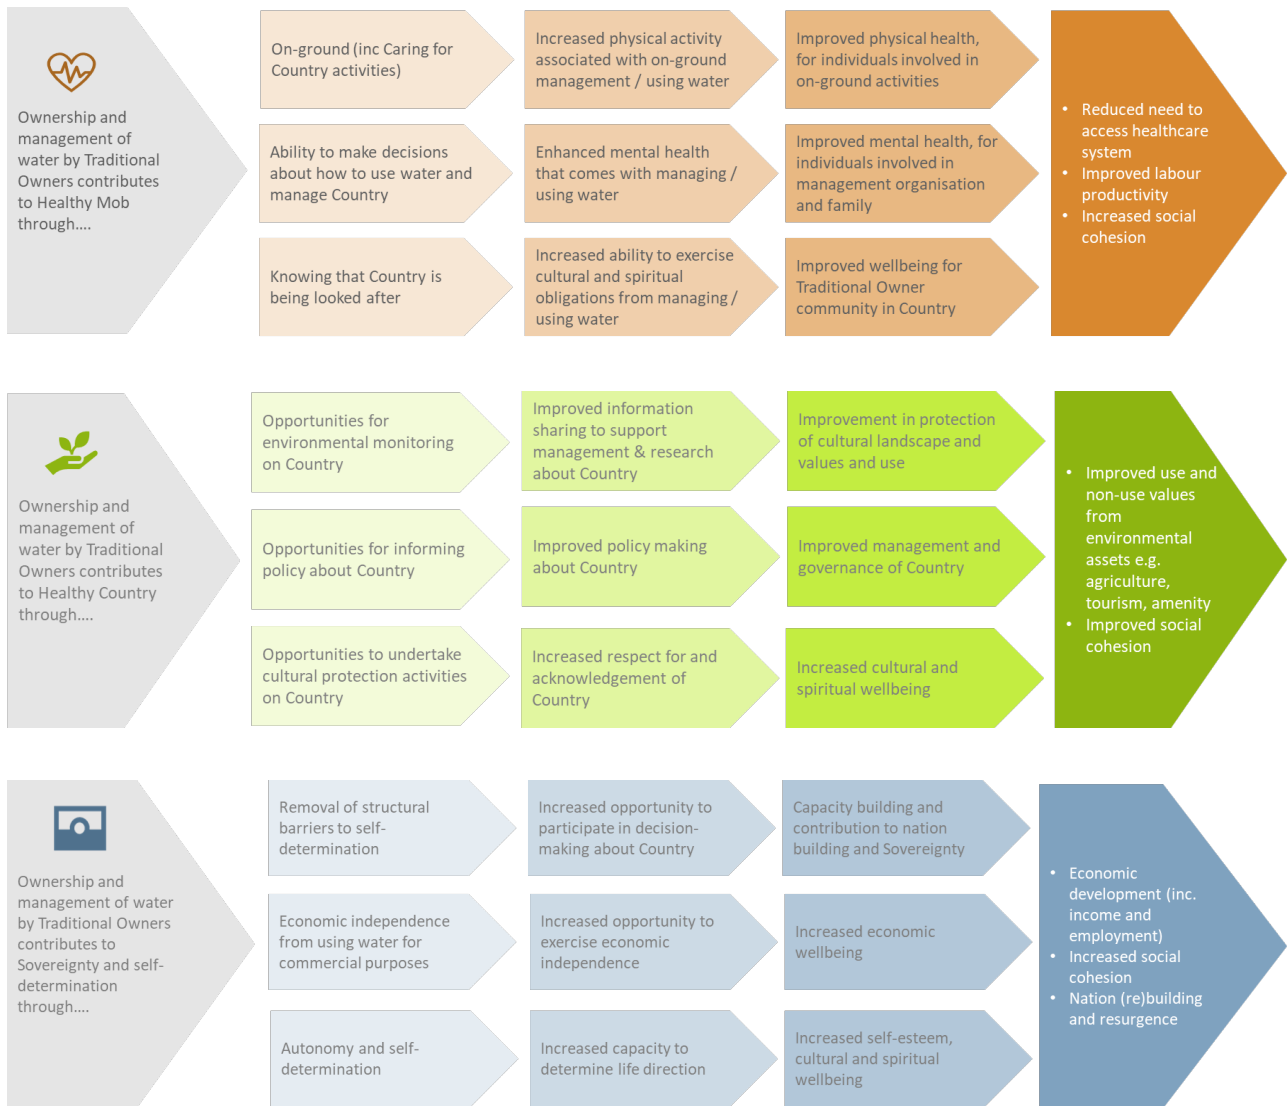 Ownership and
management of
water by Traditional
Owners contributes
to Healthy Mob
through....
On-ground (inc Caring for
Country activities)
Increased physical activity
associated with on-ground
management / using water
Improved physical health,
for individuals involved in
on-ground activities
Ability to make decisions
about how to use water and
manage Country
Enhanced mental health
that comes with managing /
using water
Improved mental health, for
individuals involved in
management organisation
and family
Knowing that Country is
being looked after
Increased ability to exercise
cultural and spiritual
obligations from managing /
using water
Improved wellbeing for
Traditional Owner
community in Country
• Reduced need to
access healthcare
system
• Improved labour
productivity
• Increased social
cohesion
Ownership and
management of
water by Traditional
Owners contributes
to Healthy Country
through....
Opportunities for
environmental monitoring
on Country
Improved information
sharing to support
management & research
about Country
Improvement in protection
of cultural landscape and
values and use
Opportunities for informing
policy about Country
Improved policy making
about Country
Improved management and
governance of Country
Opportunities to undertake
cultural protection activities
on Country
Increased respect for and
acknowledgement of
Country
Increased cultural and
spiritual wellbeing
• Improved use and
non-use values
from
environmental
assets e.g.
agriculture,
tourism, amenity
• Improved social
cohesion
Ownership and
management of water
by Traditional Owners
contributes to
Sovereignty and self-
determination
through....
Removal of structural
barriers to self-
determination
Increased opportunity to
participate in decision-
making about Country
Capacity building and
contribution to nation
building and Sovereignty
Economic independence
from using water for
commercial purposes
Increased opportunity to
exercise economic
independence
Increased economic
wellbeing
Autonomy and self-
determination
Increased capacity to
determine life direction
Increased self-esteem,
cultural and spiritual
wellbeing
• Economic
development (inc.
income and
employment)
• Increased social
cohesion
• Nation (re)building
and resurgence